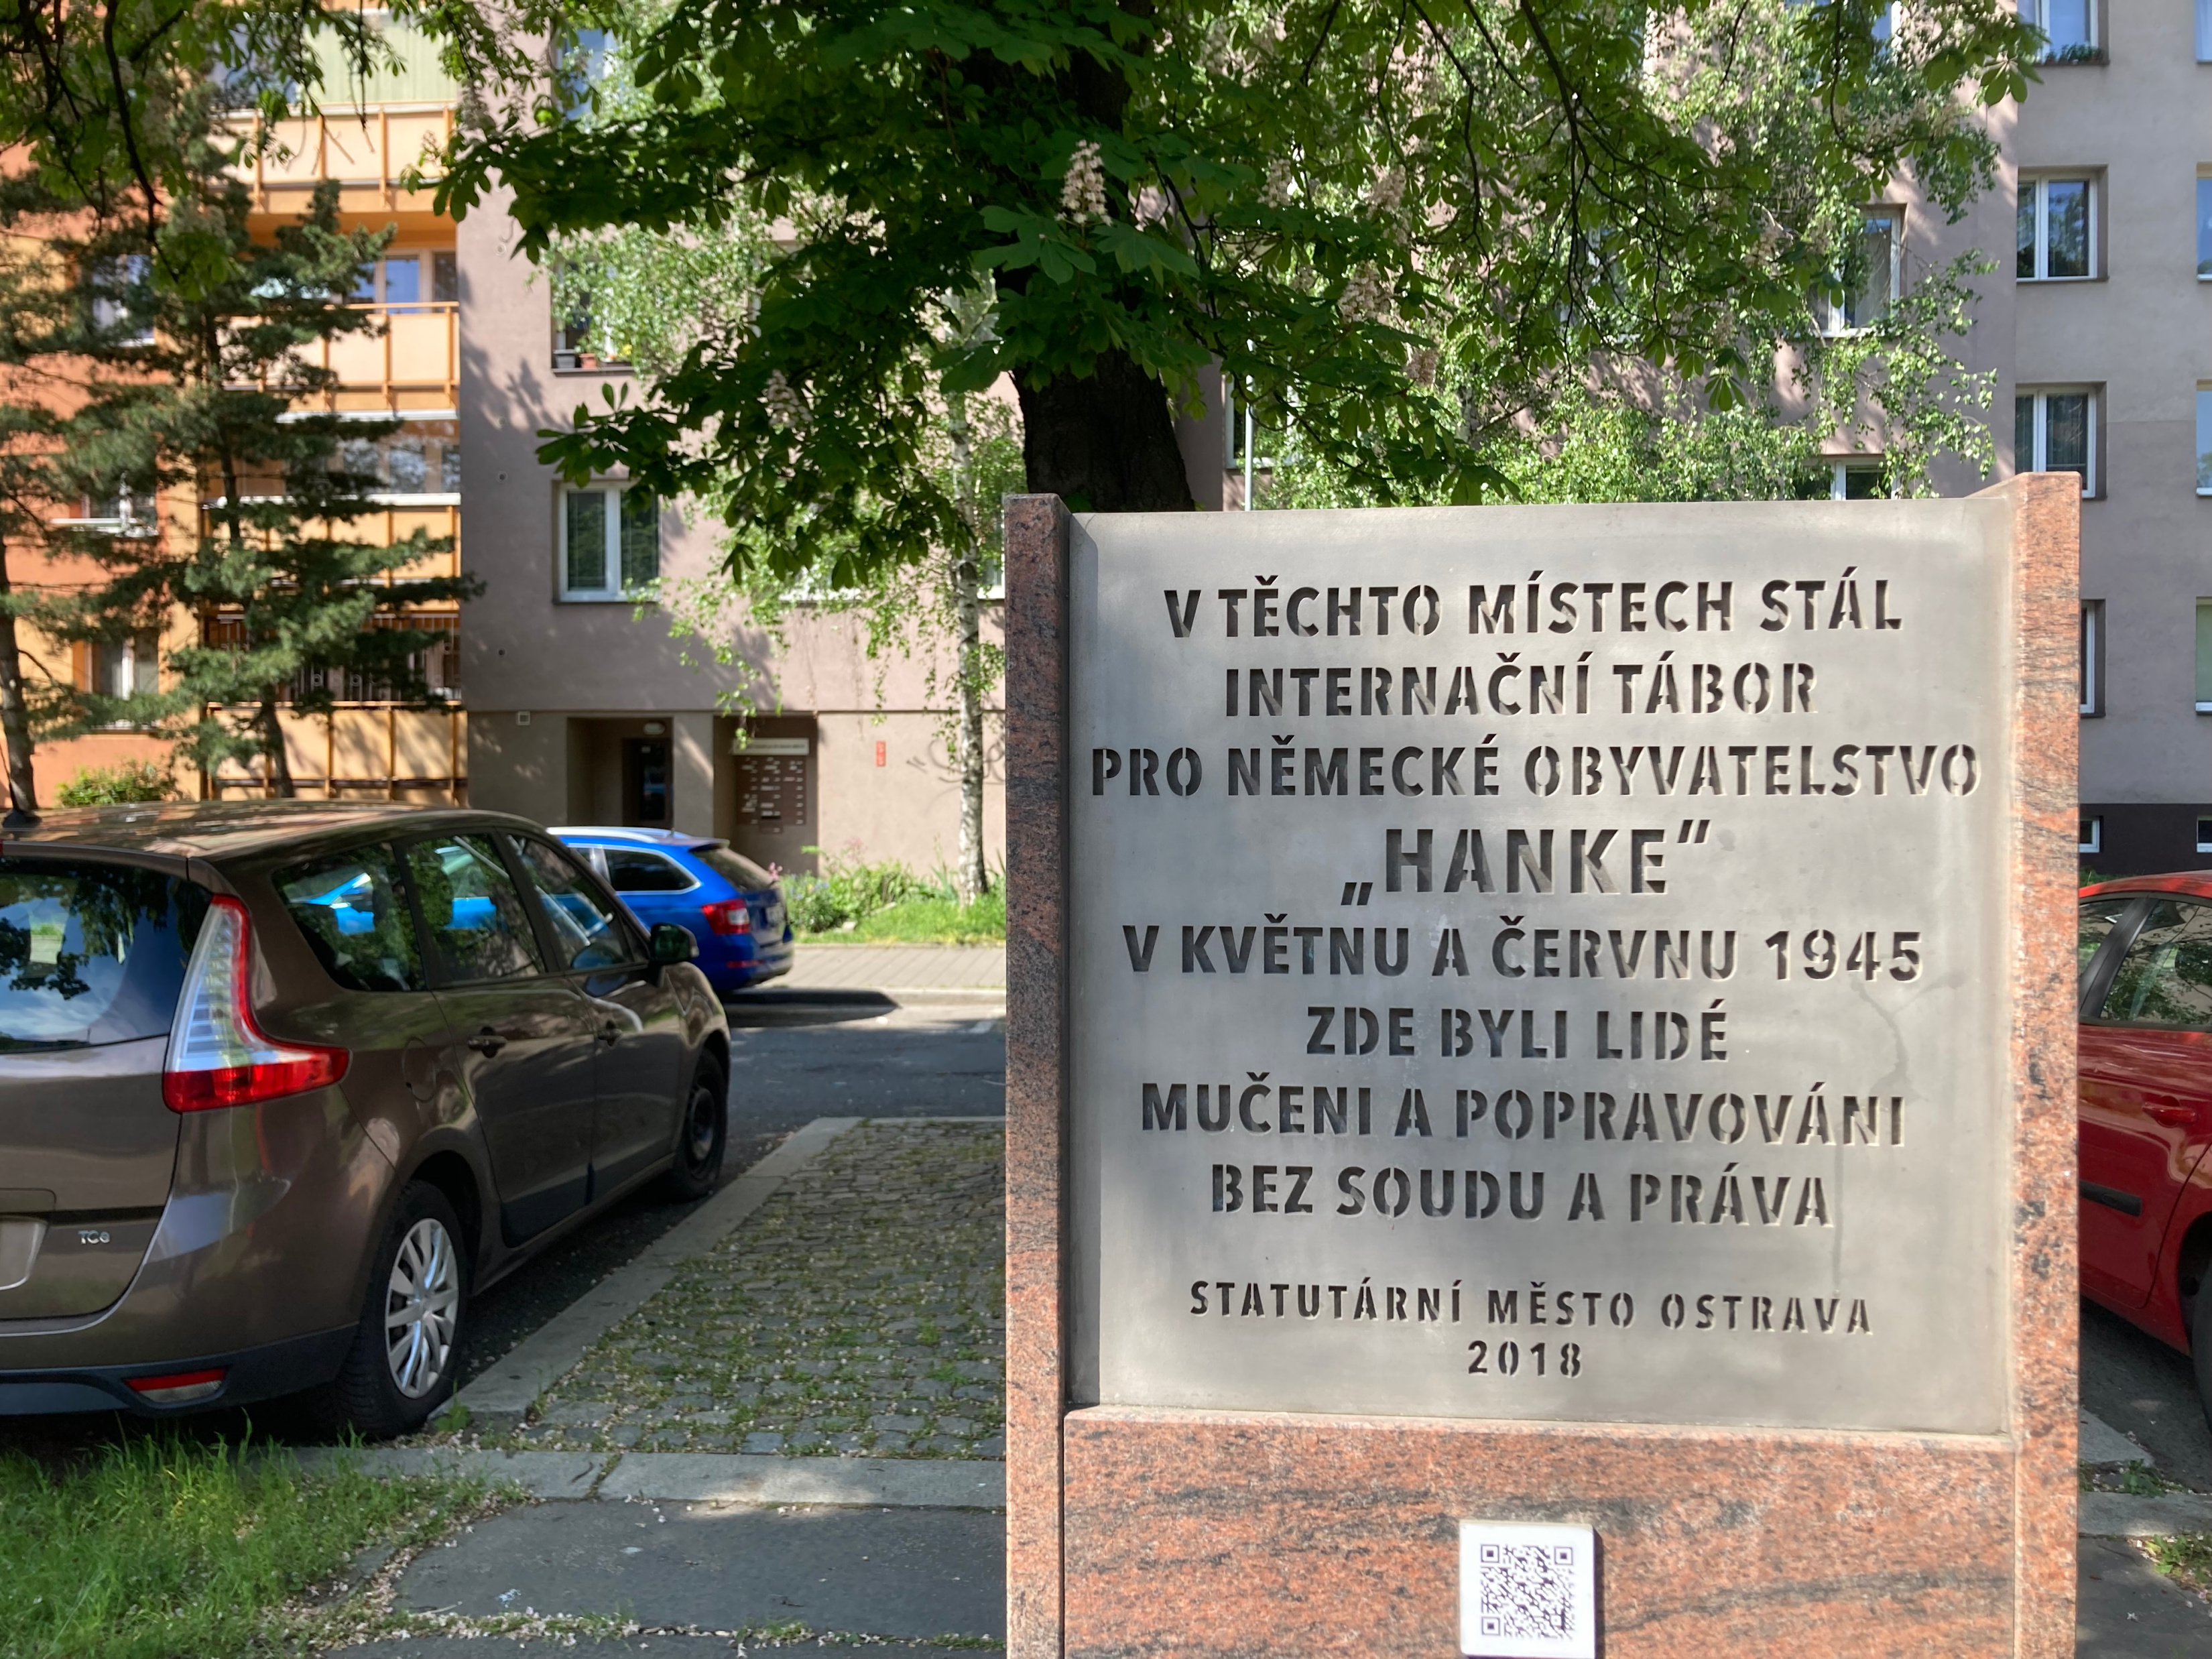 V TĚCHTO MÍSTECH STÁL
INTERNAČNÍ TÁBOR
PRO NĚMECKÉ OBYVATELSTVO
„HANKE“
V KVĚTNU A ČERVNU 1945
ZDE BYLI LIDÉ
MUČENI A POPRAVOVÁNI
BEZ SOUDU A PRÁVA
STATUTÁRNÍ MĚSTO OSTRAVA
2018
TCe